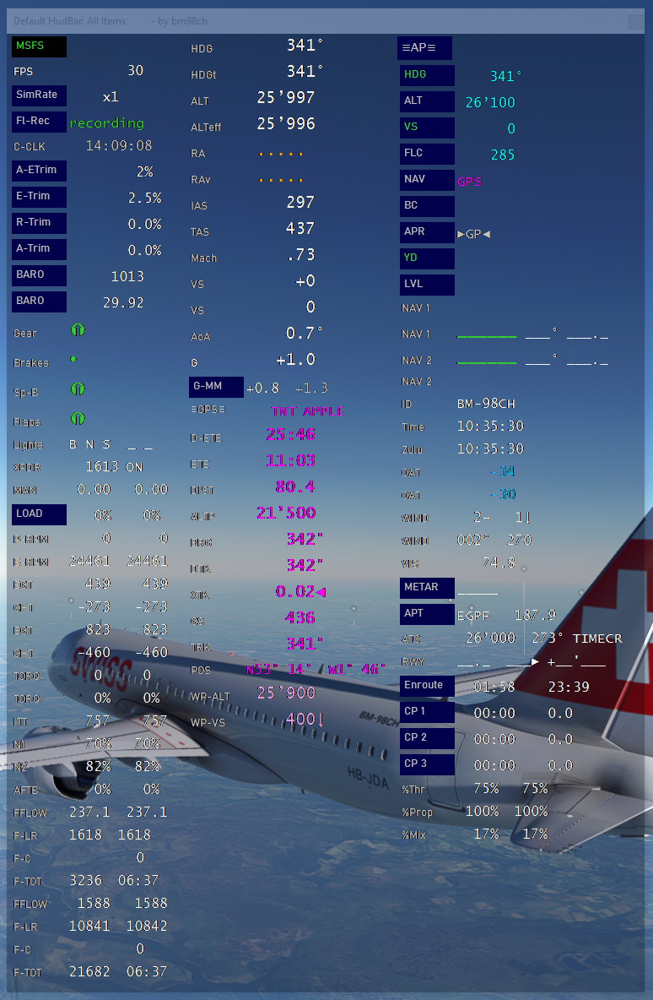 Default HudBar: All Items - by bm98ch
MSFS
FPS 30
SimRate x1
Fl-Rec recording
C-CLK 14:09:08
A-ETrim 2%
E-Trim 2.5%
R-Trim 0.0%
A-Trim 0.0%
BARO 1013
BARO 29.92
Gear
Brakes
Sp-B
Flaps
Lights B N S _ _
XPDR 1613 ON
MAN 0.00 0.00
LOAD 0% 0%
P-RPM 0 0
E-RPM 24461 24461
EGT 439 439
CHT -273 -273
EGT 823 823
CHT -460 -460
TORQ 0 0
TORQ 0% 0%
ITT 757 757
N1 70% 70%
N2 82% 82%
AFTB 0% 0%
FFLOW 237.1 237.1
F-LR 1618 1618
F-C 0
F-TOT 3236 06:37
FFLOW 1588 1588
F-LR 10841 10842
F-C 0
F-TOT 21682 06:37
HDG 341°
HDGt 341°
ALT 25'997
ALTeff 25'996
RA .....
RAv .....
IAS 297
TAS 437
Mach .73
VS +0
VS 0
AoA 0.7°
G +1.0
G-MM +0.8 +1.3
≡GPS≡ TNT APPLE
D-ETE 25:46
ETE 11:03
DIST 80.4
ALTP 21'500
BRG 342°
DTK 342°
XTK 0.02◄
GS 436
TRK 341°
POS N53° 14' W1° 46'
WP-ALT 25'900
WP-VS 400↓
≡AP≡
HDG 341°
ALT 26'100
VS 0
FLC 285
NAV GPS
BC
APR ►GP◄
YD
LVL
NAV 1
NAV 1 ______ ___° ___._
NAV 2 ______ ___° ___._
NAV 2
ID BM-98CH
Time 10:35:30
Zulu 10:35:30
OAT -34
OAT -30
WIND 2→ 1↓
WIND 002° 270
VIS 74.8
METAR _____
APT EGPF 187.9
ATC 26'000 273° TIMECR
RWY __._ ___► +__'___
Enroute 01:58 23:39
CP 1 00:00 0.0
CP 2 00:00 0.0
CP 3 00:00 0.0
%Thr 75% 75%
%Prop 100% 100%
%Mix 17% 17%
SWISS
BM-98CH
HB-JDA